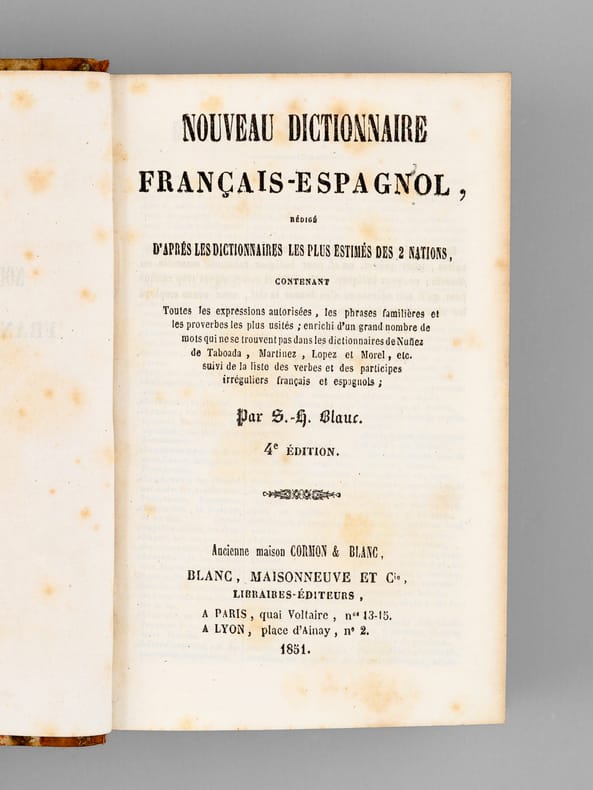 NOUVEAU DICTIONNAIRE
FRANÇAIS-ESPAGNOL,
RÉDIGÉ
D'APRÈS LES DICTIONNAIRES LES PLUS ESTIMÉS DES 2 NATIONS,
CONTENANT
Toutes les expressions autorisées, les phrases familières et
les proverbes les plus usités; enrichi d'un grand nombre de
mots qui ne se trouvent pas dans les dictionnaires de Nuñez
de Taboada, Martinez, Lopez et Morel, etc.
suivi de la liste des verbes et des participes
irréguliers français et espagnols;
Par S.-H. Blanc.
4e ÉDITION.
Ancienne maison CORMON & BLANC,
BLANC, MAISONNEUVE ET Cie,
LIBRAIRES-ÉDITEURS,
A PARIS, quai Voltaire, nos 13-15.
A LYON, place d'Ainay, no 2.
1851.